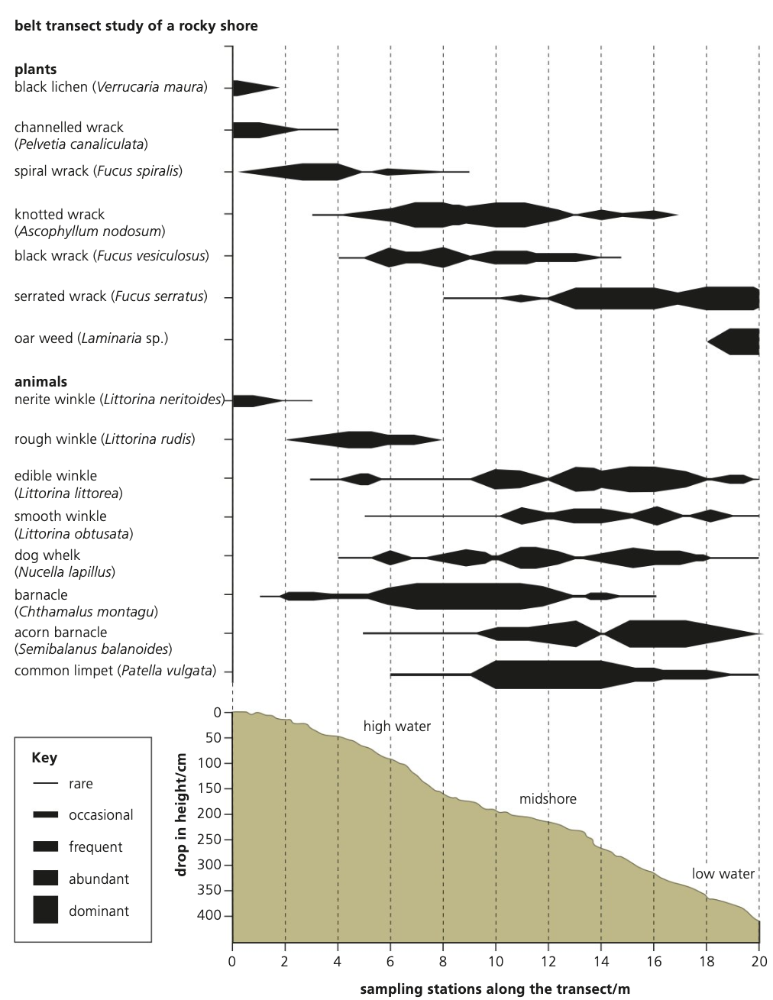 belt transect study of a rocky shore
plants
black lichen (Verrucaria maura)
channelled wrack
(Pelvetia canaliculata)
spiral wrack (Fucus spiralis)
knotted wrack
(Ascophyllum nodosum)
black wrack (Fucus vesiculosus)
serrated wrack (Fucus serratus)
oar weed (Laminaria sp.)
animals
nerite winkle (Littorina neritoides)
rough winkle (Littorina rudis)
edible winkle
(Littorina littorea)
smooth winkle
(Littorina obtusata)
dog whelk
(Nucella lapillus)
barnacle
(Chthamalus montagu)
acorn barnacle
(Semibalanus balanoides)
common limpet (Patella vulgata)
Key
rare
occasional
frequent
abundant
dominant
drop in height/cm
0
50
100
150
200
250
300
350
400
high water
midshore
low water
0 2 4 6 8 10 12 14 16 18 20
sampling stations along the transect/m